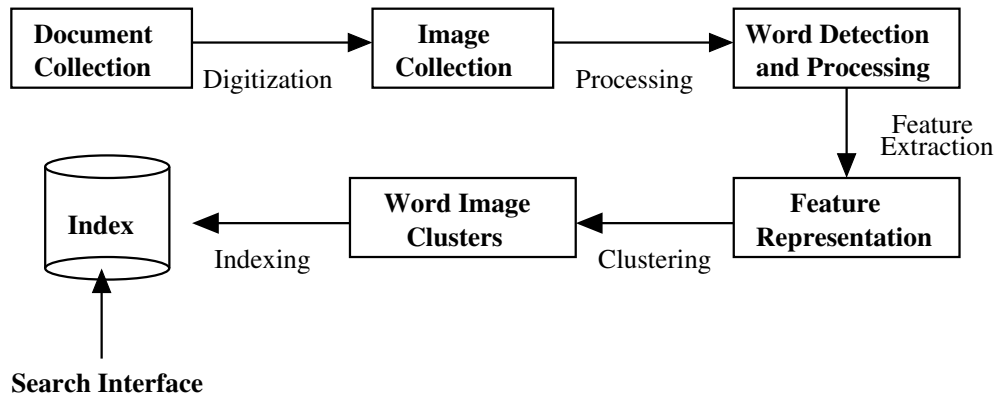 Document
Collection
Digitization
Image
Collection
Processing
Word Detection
and Processing
Feature
Extraction
Feature
Representation
Clustering
Word Image
Clusters
Indexing
Index
Search Interface